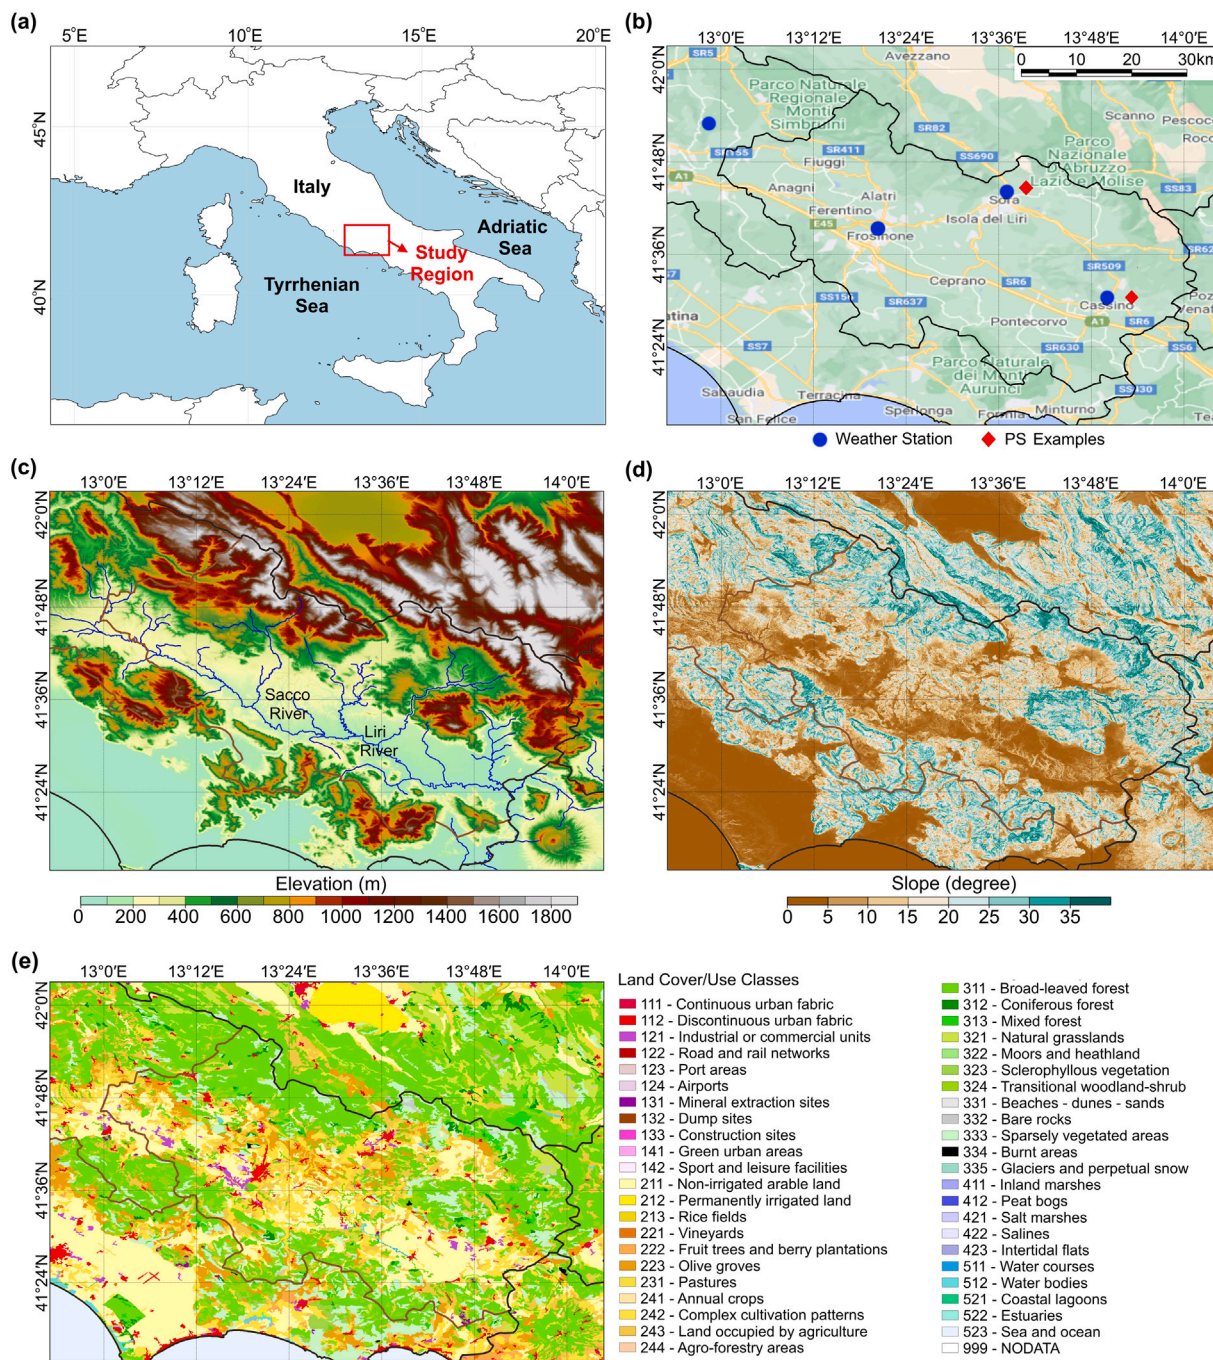 (a)
5°E 10°E 15°E 20°E
45°N
40°N
Italy
Adriatic
Sea
Study
Region
Tyrrhenian
Sea
(b)
13°0'E 13°12'E 13°24'E 13°36'E 13°48'E 14°0'E
42°0'N
41°48'N
41°36'N
41°24'N
0 10 20 30km
SR5
Avezzano
Parco Naturale
Regionale
Monti
Simbruini
Scanno
Pescoc
Rocc
SR82
Parco
Nazionale
d'Abruzzo
Lazio e Molise
SR155
SR411
SS690
Fiuggi
A1
SS83
Anagni
Alatri
Sora
Ferentino
Isola del Liri
E45
Frosinone
SR62
SR509
Ceprano
SR6
SS156
SR637
Cassino
Poz
Venaf
atina
Pontecorvo
A1
SR6
SS7
SR630
SS6
Parco Naturale
dei Monti
Aurunci
Sabaudia
Terracina
SS430
San Felice
Sperlonga
Formia
Minturno
Tea
Weather Station
PS Examples
(c)
13°0'E 13°12'E 13°24'E 13°36'E 13°48'E 14°0'E
42°0'N
41°48'N
41°36'N
41°24'N
Sacco
River
Liri
River
Elevation (m)
0 200 400 600 800 1000 1200 1400 1600 1800
(d)
13°0'E 13°12'E 13°24'E 13°36'E 13°48'E 14°0'E
42°0'N
41°48'N
41°36'N
41°24'N
Slope (degree)
0 5 10 15 20 25 30 35
(e)
13°0'E 13°12'E 13°24'E 13°36'E 13°48'E 14°0'E
42°0'N
41°48'N
41°36'N
41°24'N
Land Cover/Use Classes
111 - Continuous urban fabric
112 - Discontinuous urban fabric
121 - Industrial or commercial units
122 - Road and rail networks
123 - Port areas
124 - Airports
131 - Mineral extraction sites
132 - Dump sites
133 - Construction sites
141 - Green urban areas
142 - Sport and leisure facilities
211 - Non-irrigated arable land
212 - Permanently irrigated land
213 - Rice fields
221 - Vineyards
222 - Fruit trees and berry plantations
223 - Olive groves
231 - Pastures
241 - Annual crops
242 - Complex cultivation patterns
243 - Land occupied by agriculture
244 - Agro-forestry areas
311 - Broad-leaved forest
312 - Coniferous forest
313 - Mixed forest
321 - Natural grasslands
322 - Moors and heathland
323 - Sclerophyllous vegetation
324 - Transitional woodland-shrub
331 - Beaches - dunes - sands
332 - Bare rocks
333 - Sparsely vegetated areas
334 - Burnt areas
335 - Glaciers and perpetual snow
411 - Inland marshes
412 - Peat bogs
421 - Salt marshes
422 - Salines
423 - Intertidal flats
511 - Water courses
512 - Water bodies
521 - Coastal lagoons
522 - Estuaries
523 - Sea and ocean
999 - NODATA